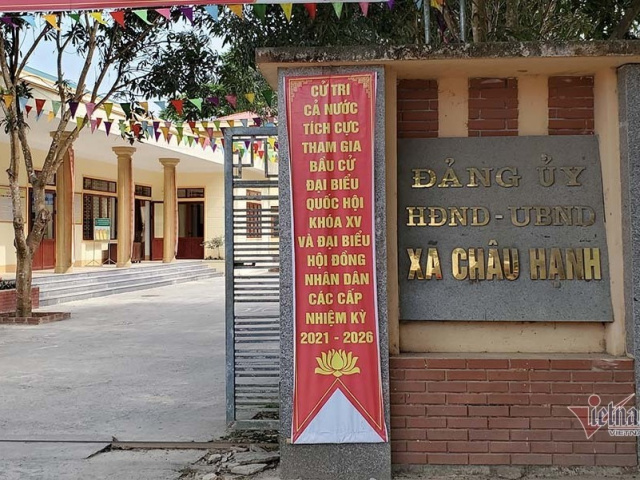 CỬ TRI
CẢ NƯỚC
TÍCH CỰC
THAM GIA
BẦU CỬ
ĐẠI BIỂU
QUỐC HỘI
KHÓA XV
VÀ ĐẠI BIỂU
HỘI ĐỒNG
NHÂN DÂN
CÁC CẤP
NHIỆM KỲ
2021 - 2026
ĐẢNG ỦY
HĐND-UBND
XÃ CHÂU HẠNH